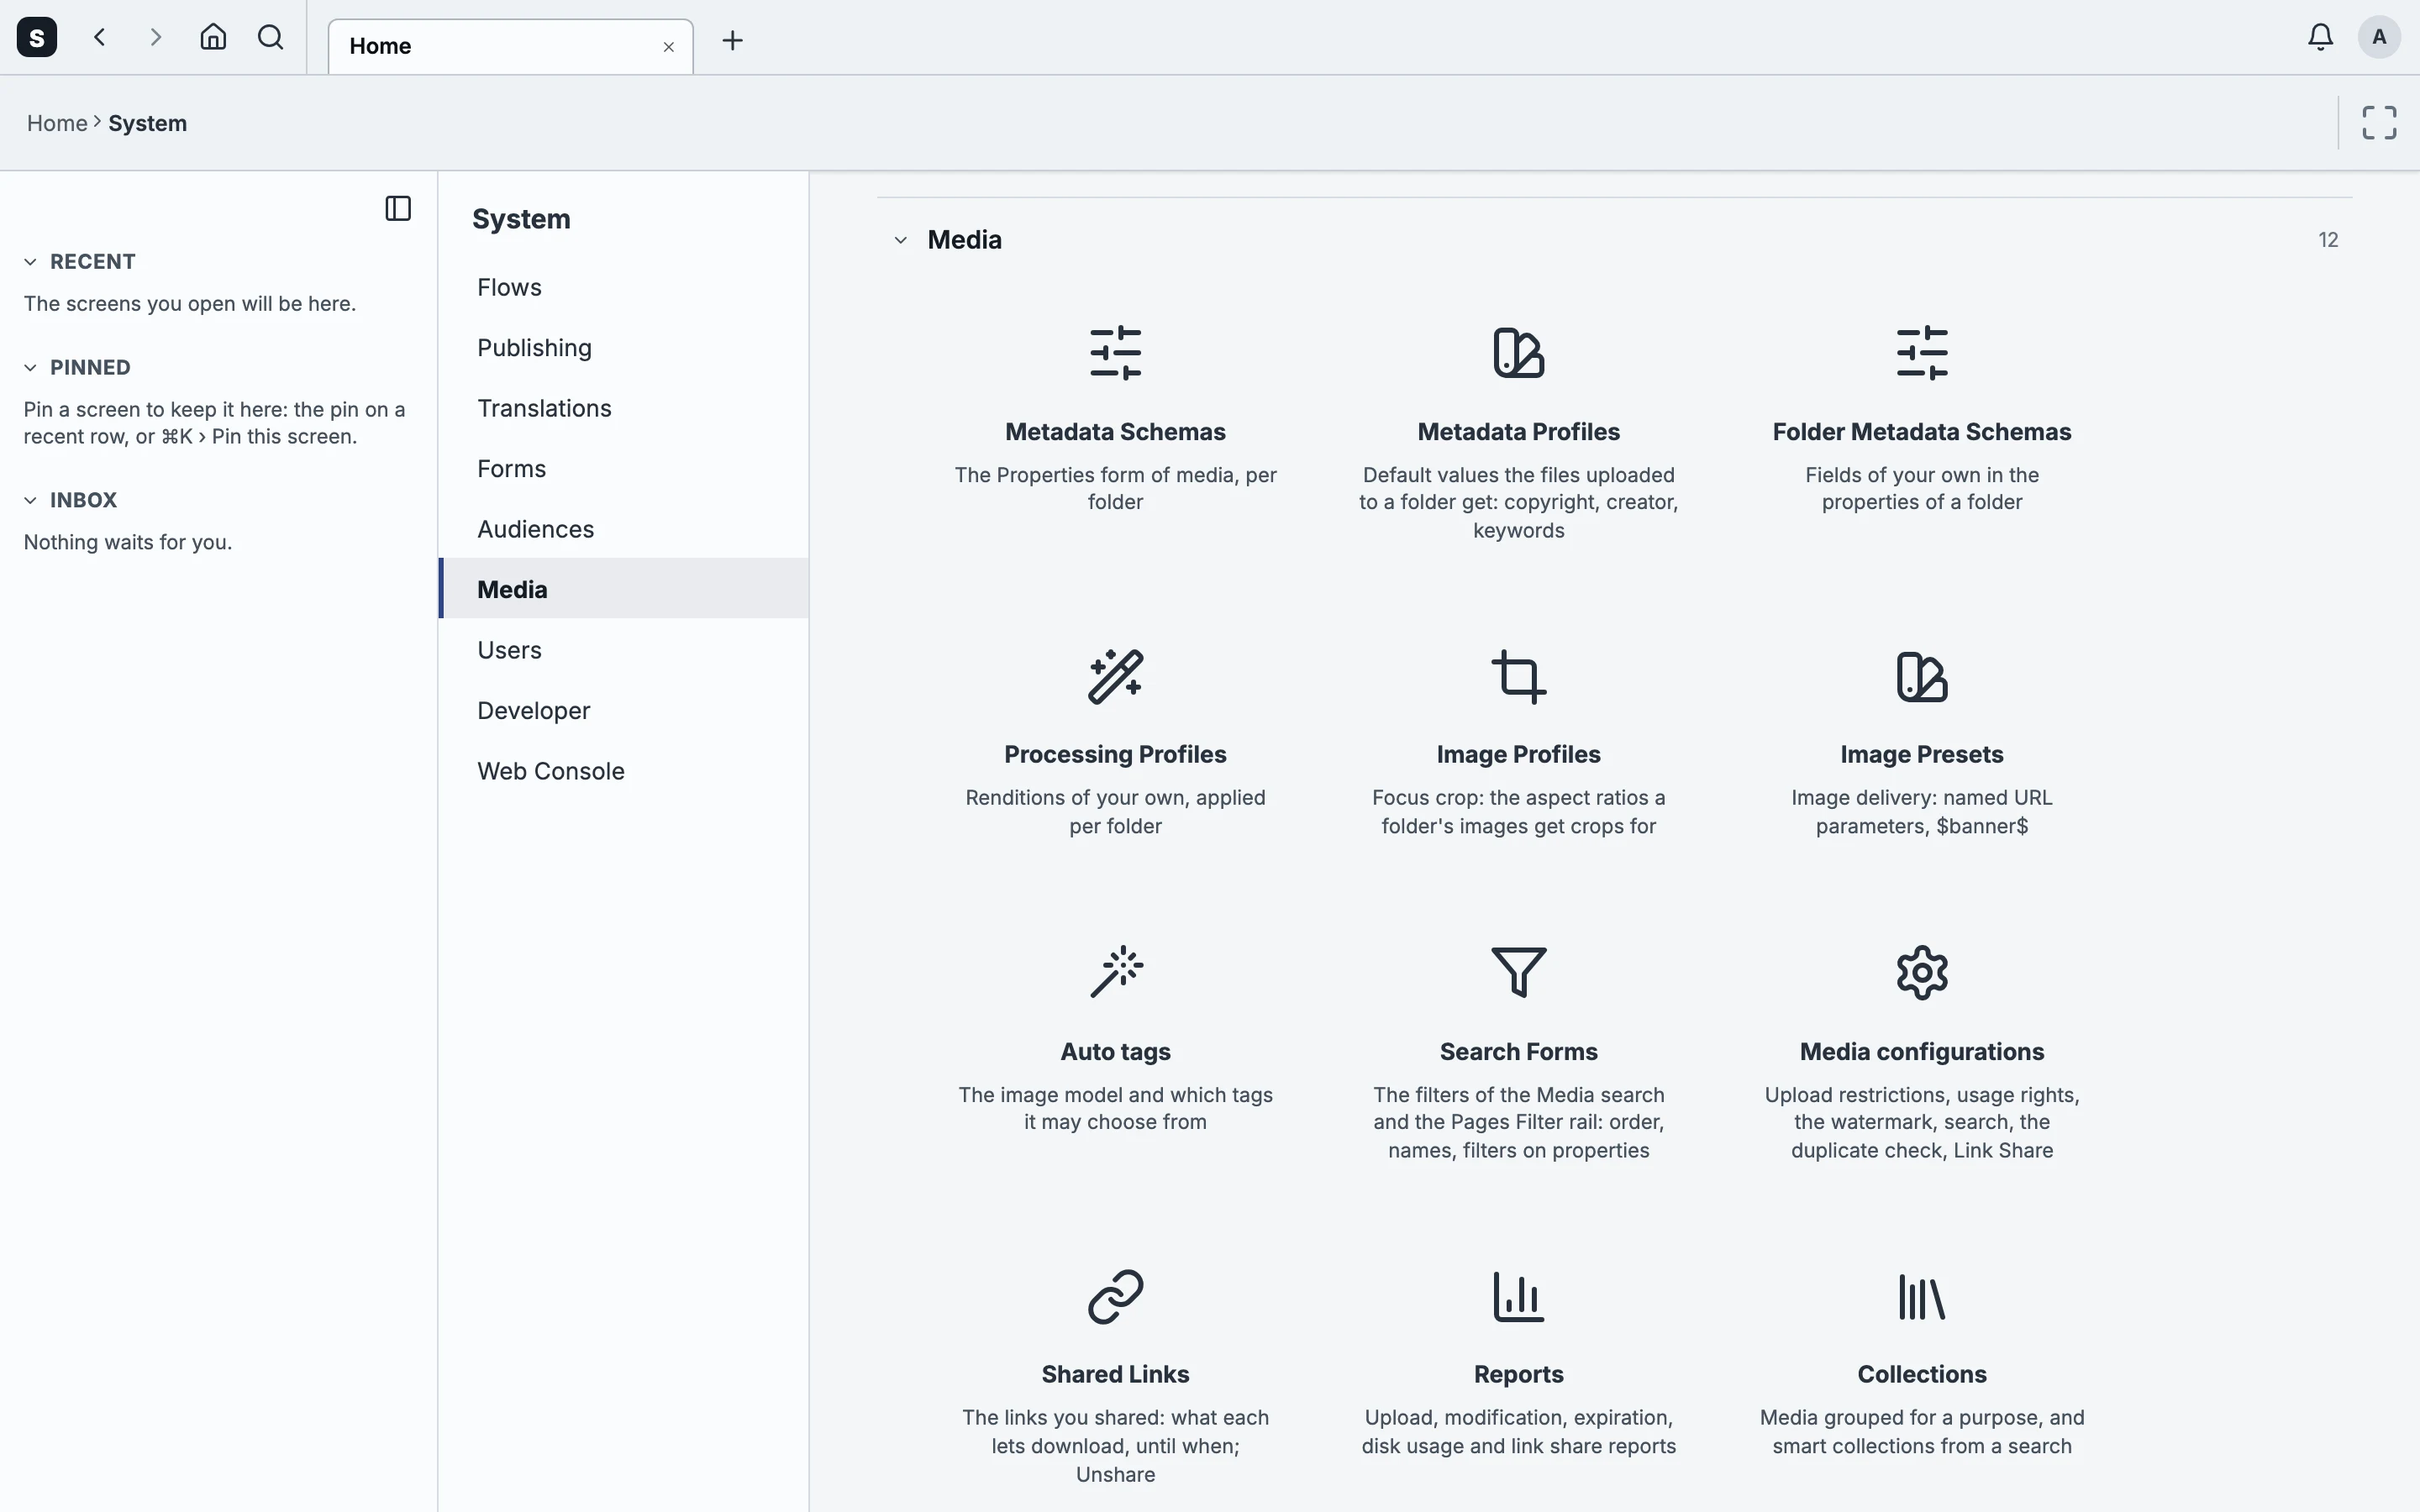 S
Home
A
Home
System
RECENT
The screens you open will be here.
PINNED
Pin a screen to keep it here: the pin on a
recent row, or ⌘K › Pin this screen.
INBOX
Nothing waits for you.
System
Flows
Publishing
Translations
Forms
Audiences
Media
Users
Developer
Web Console
Media
12
Metadata Schemas
The Properties form of media, per
folder
Metadata Profiles
Default values the files uploaded
to a folder get: copyright, creator,
keywords
Folder Metadata Schemas
Fields of your own in the
properties of a folder
Processing Profiles
Renditions of your own, applied
per folder
Image Profiles
Focus crop: the aspect ratios a
folder's images get crops for
Image Presets
Image delivery: named URL
parameters, $banner$
Auto tags
The image model and which tags
it may choose from
Search Forms
The filters of the Media search
and the Pages Filter rail: order,
names, filters on properties
Media configurations
Upload restrictions, usage rights,
the watermark, search, the
duplicate check, Link Share
Shared Links
The links you shared: what each
lets download, until when;
Unshare
Reports
Upload, modification, expiration,
disk usage and link share reports
Collections
Media grouped for a purpose, and
smart collections from a search